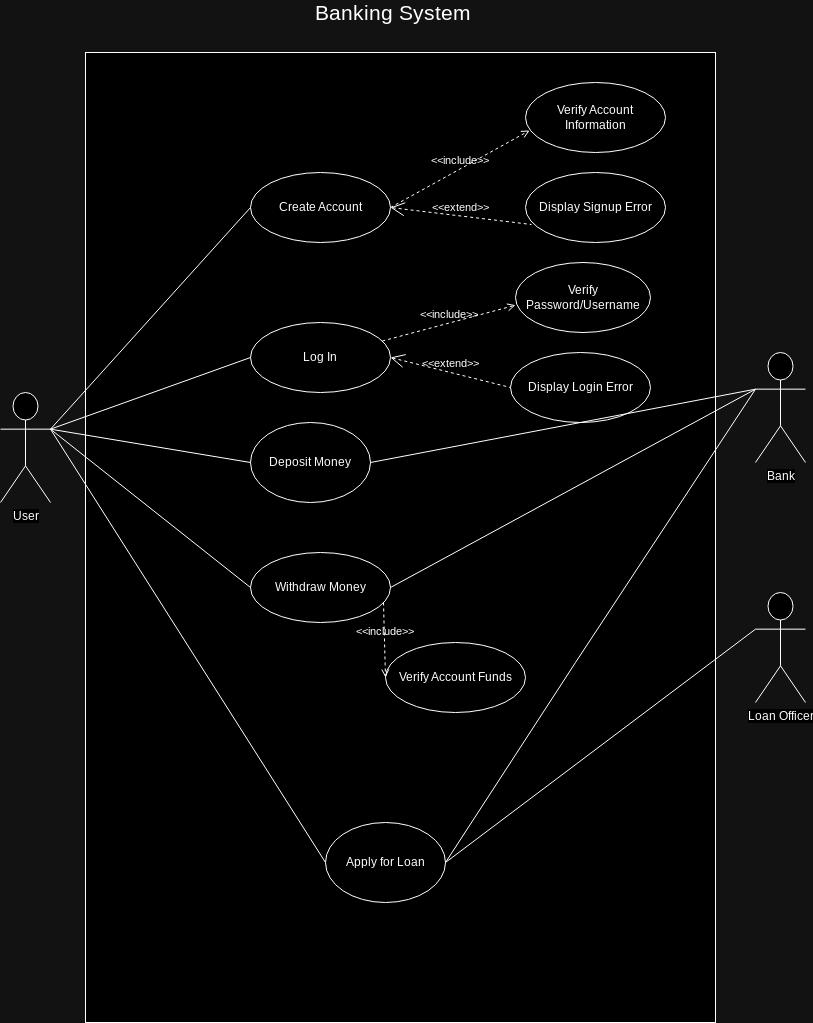 Banking System
Verify Account
Information
<<include>>
Create Account
<<extend>>
Display Signup Error
Verify
Password/Username
<<include>>
Log In
<<extend>>
Display Login Error
Deposit Money
Bank
User
Withdraw Money
<<include>>
Verify Account Funds
Loan Officer
Apply for Loan